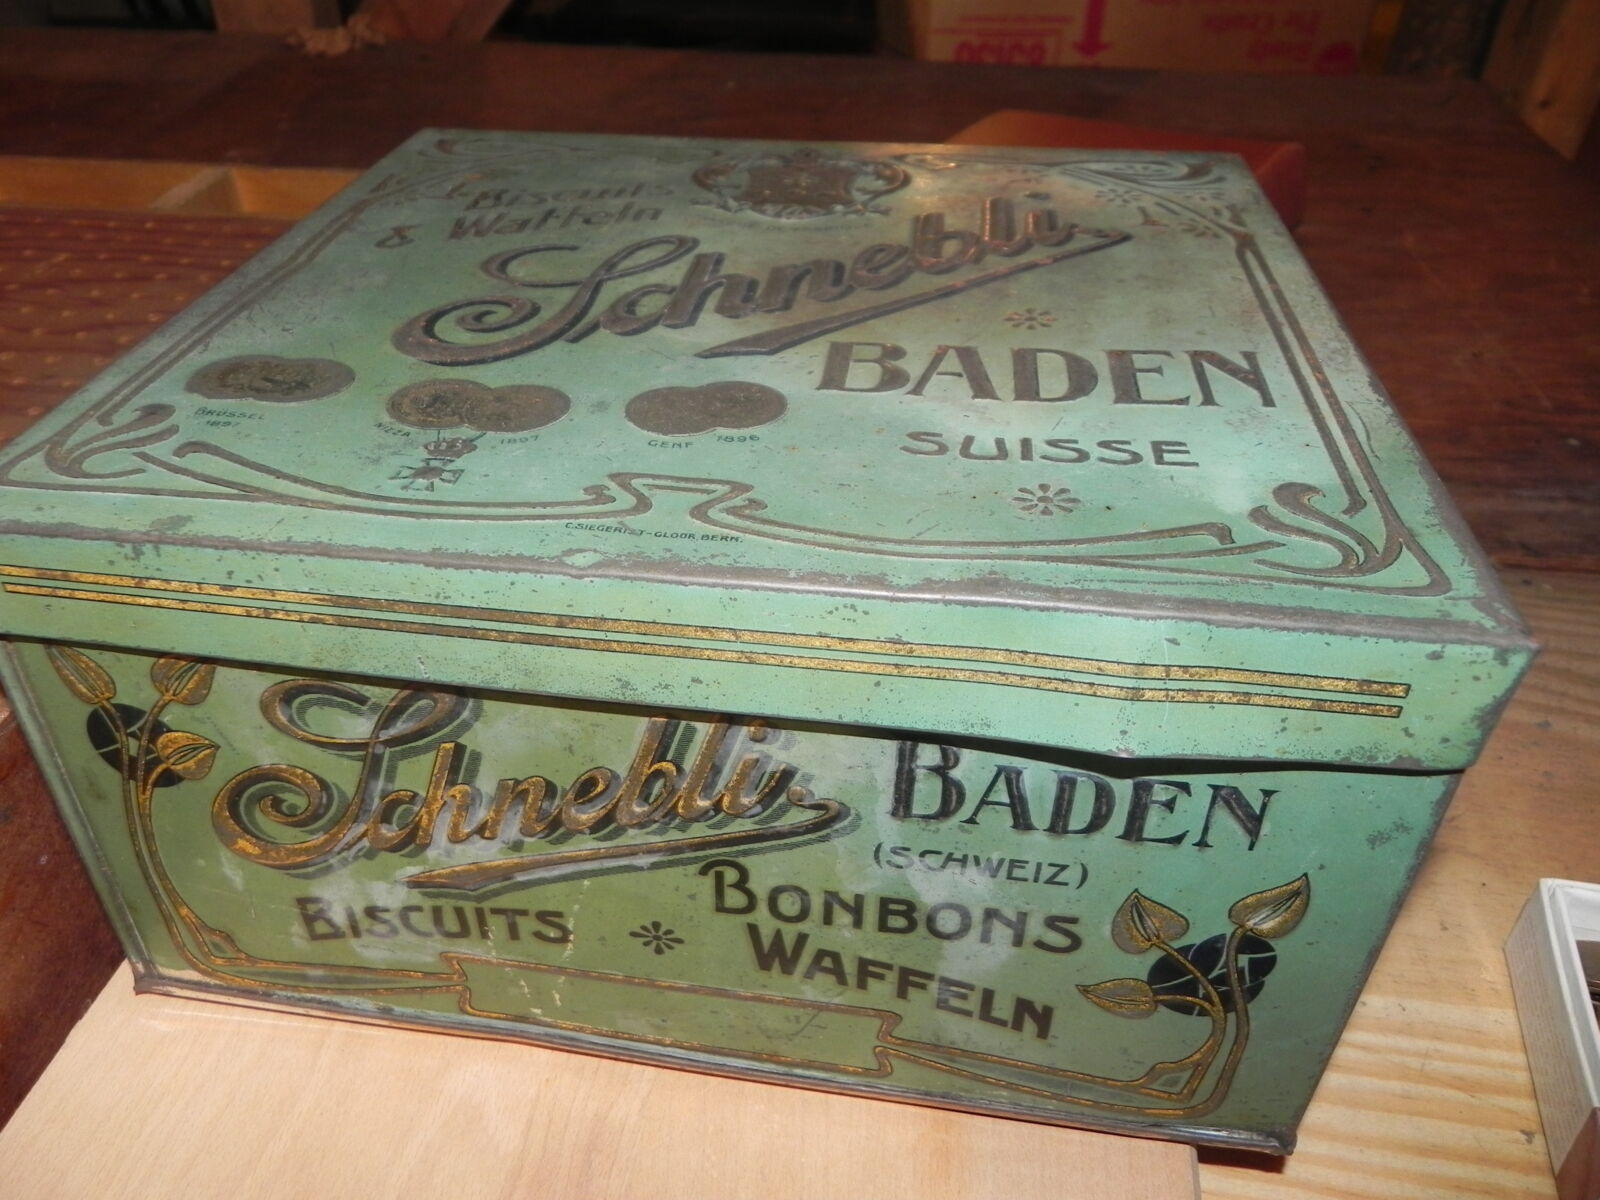 Biscuits
& Waffeln
Schnebli
BADEN
SUISSE
BRÜSSEL
1897
NIZZA 1897
GENF 1896
C. SIEGERIST-GLOOR, BERN.
Schnebli
BADEN
(SCHWEIZ)
BISCUITS
BONBONS
WAFFELN